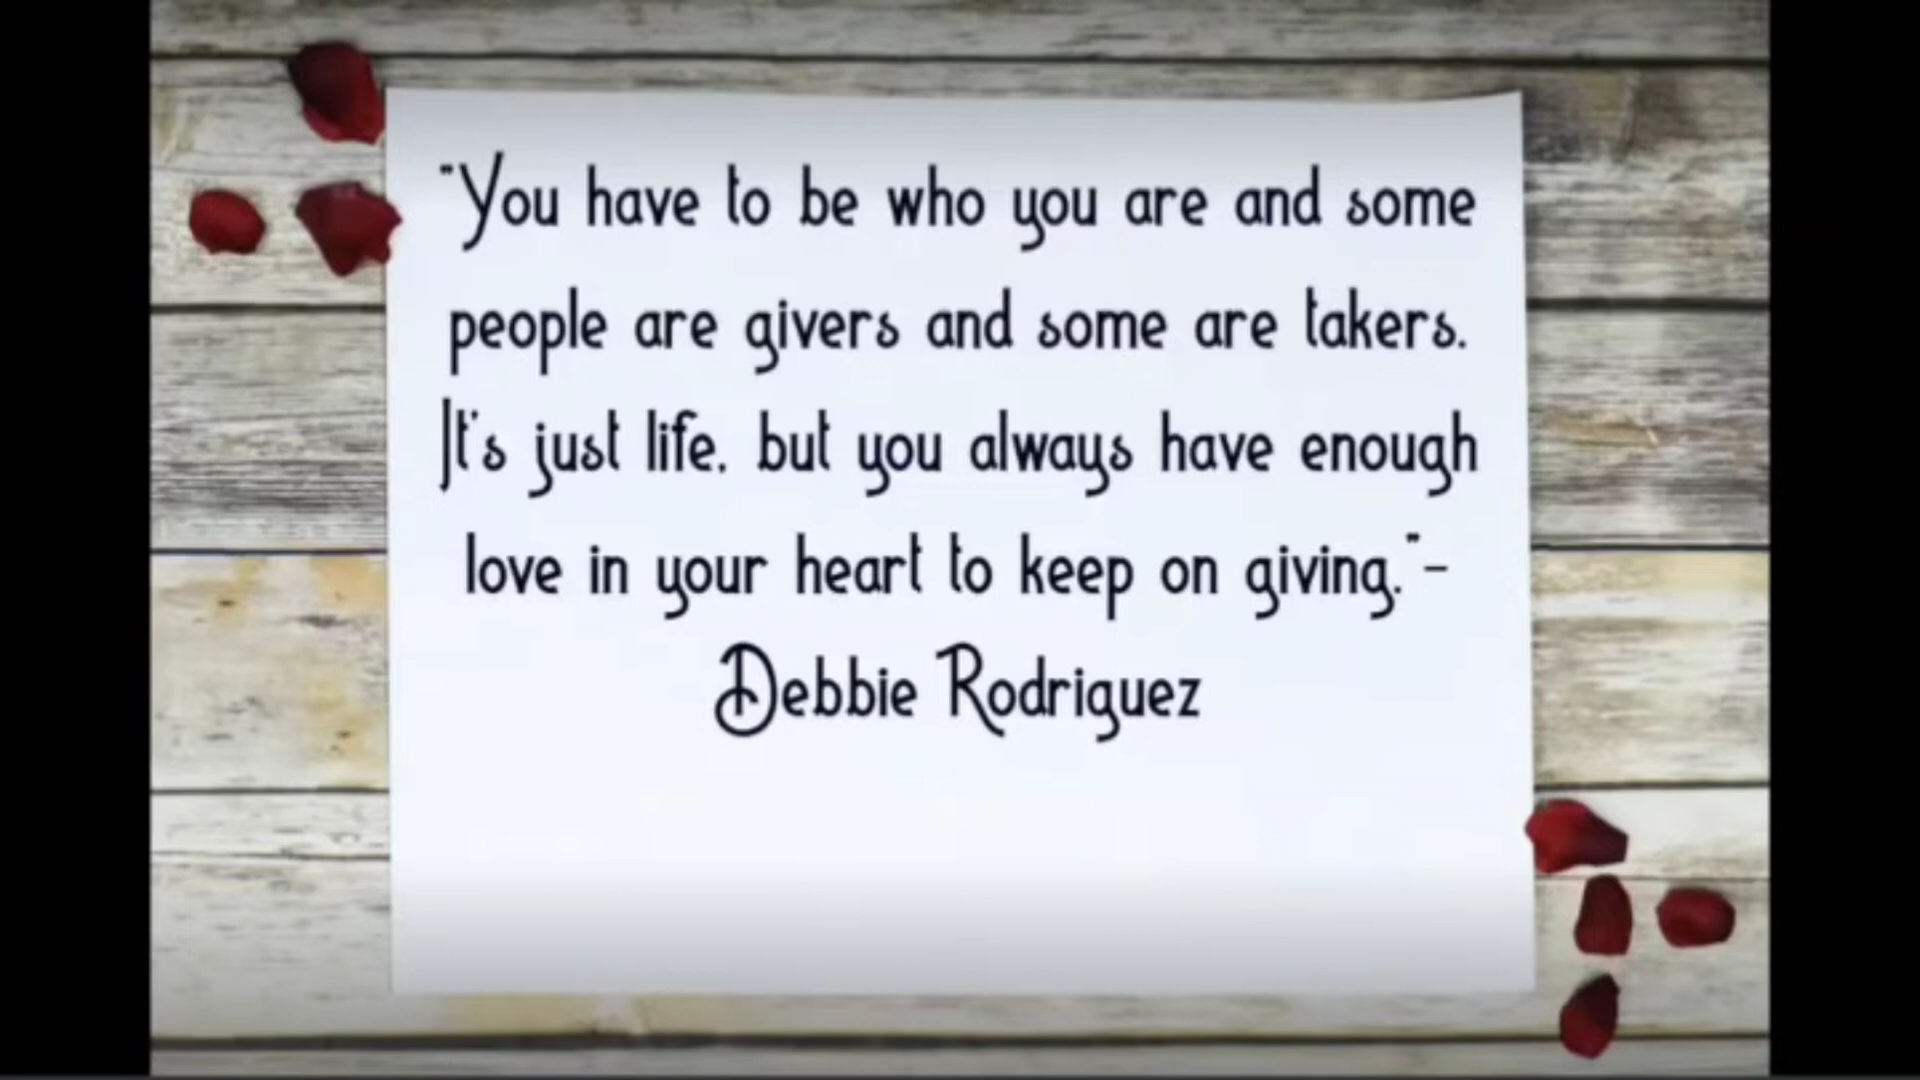 "You have to be who you are and some
people are givers and some are takers.
It's just life, but you always have enough
love in your heart to keep on giving."-
Debbie Rodriguez